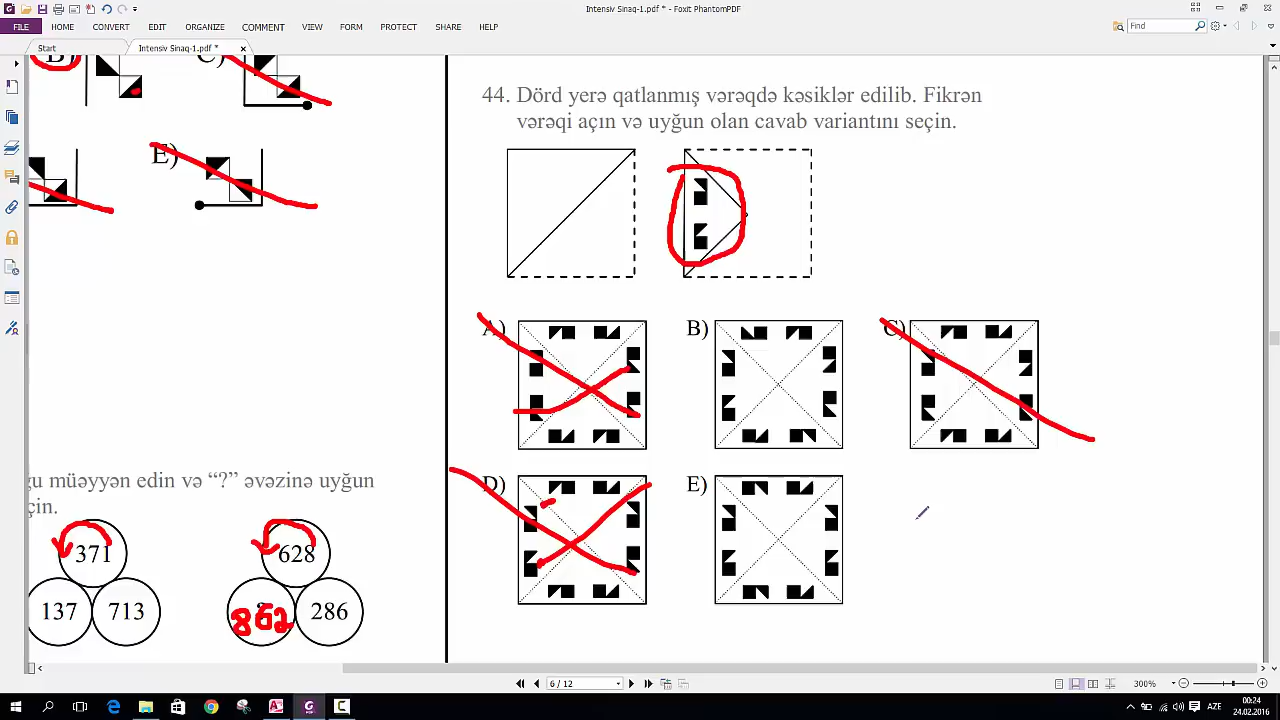 Intensiv Sinaq-1.pdf * - Foxit PhantomPDF
FILE HOME CONVERT EDIT ORGANIZE COMMENT VIEW FORM PROTECT SHARE HELP
Find
Start Intensiv Sinaq-1.pdf *
B) C)
E)
44. Dörd yerə qatlanmış vərəqdə kəsiklər edilib. Fikrən
vərəqi açın və uyğun olan cavab variantını seçin.
A) B) C)
D) E)
ğu müəyyən edin və “?” əvəzinə uyğun
çin.
371 628
137 713 862 286
6 / 12
300%
AZE
00:24
24.02.2016